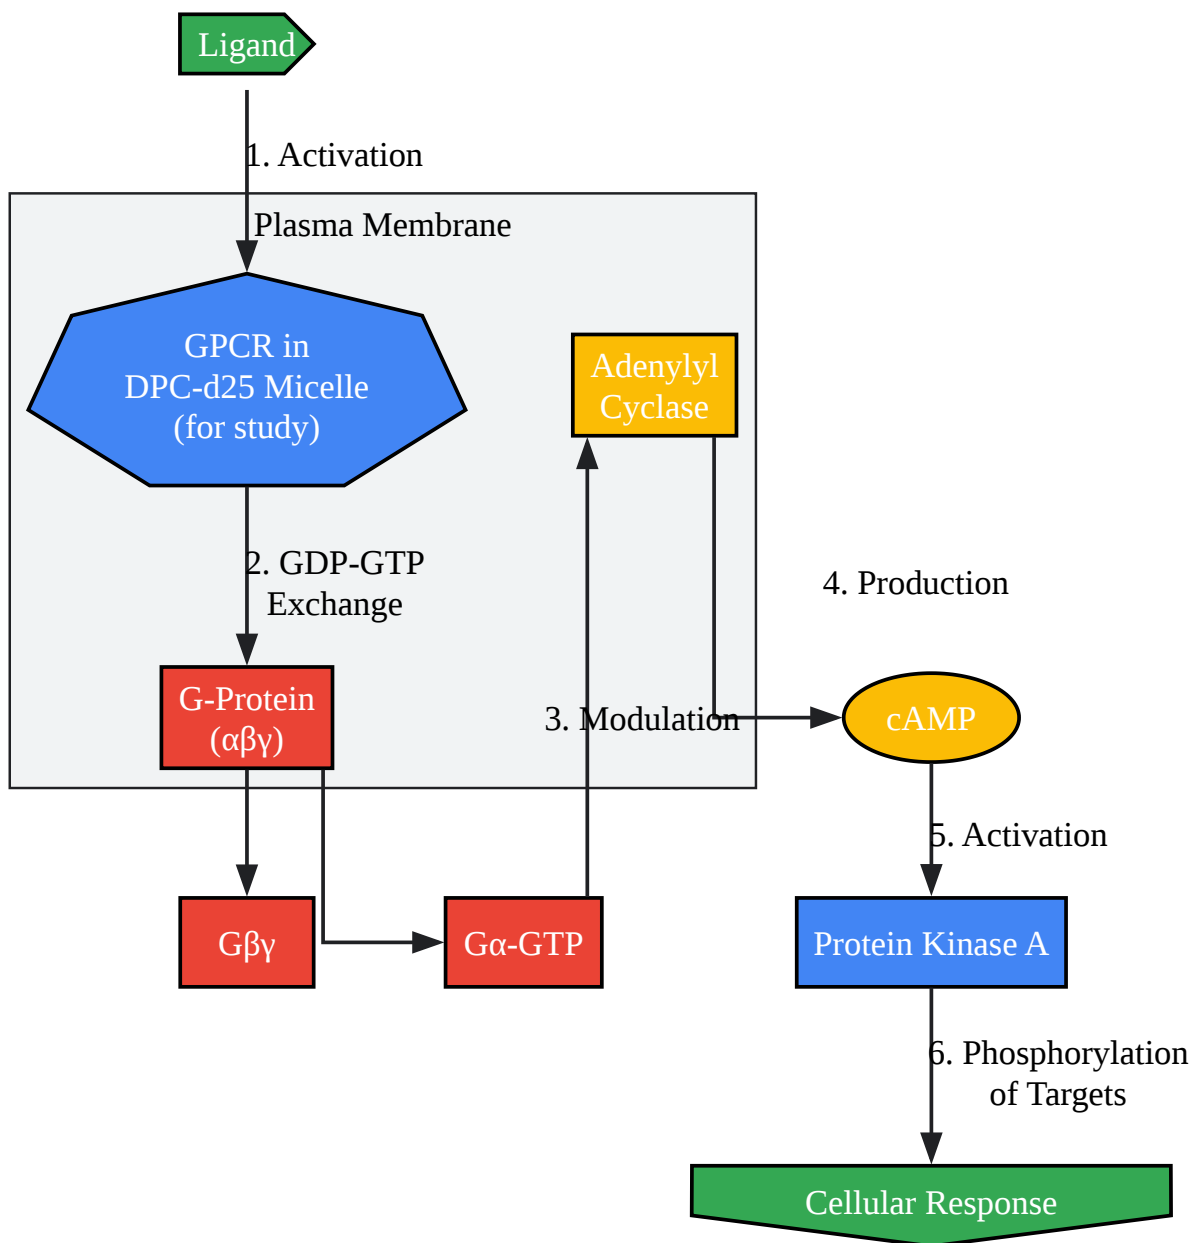 Ligand
1. Activation
Plasma Membrane
GPCR in
DPC-d25 Micelle
(for study)
Adenylyl
Cyclase
2. GDP-GTP
Exchange
4. Production
G-Protein
(αβγ)
3. Modulation
cAMP
5. Activation
Gβγ
Gα-GTP
Protein Kinase A
6. Phosphorylation
of Targets
Cellular Response